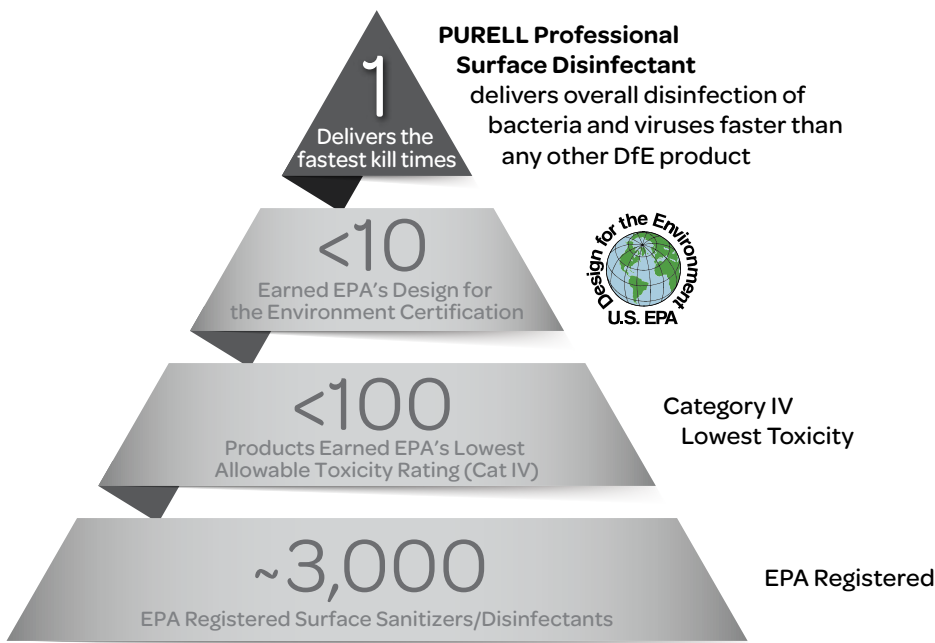 PURELL Professional
Surface Disinfectant
delivers overall disinfection of
bacteria and viruses faster than
any other DfE product
1
Delivers the
fastest kill times
<10
Earned EPA’s Design for
the Environment Certification
Design for the Environment
U.S. EPA
<100
Products Earned EPA’s Lowest
Allowable Toxicity Rating (Cat IV)
Category IV
Lowest Toxicity
~3,000
EPA Registered Surface Sanitizers/Disinfectants
EPA Registered